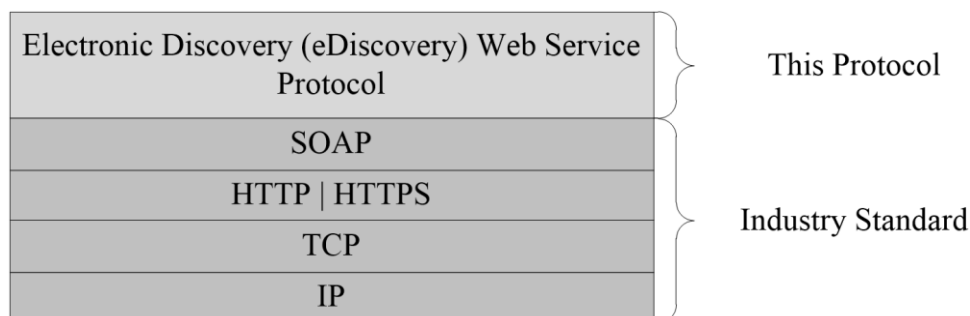 Electronic Discovery (eDiscovery) Web Service
Protocol
This Protocol
SOAP
HTTP | HTTPS
TCP
IP
Industry Standard